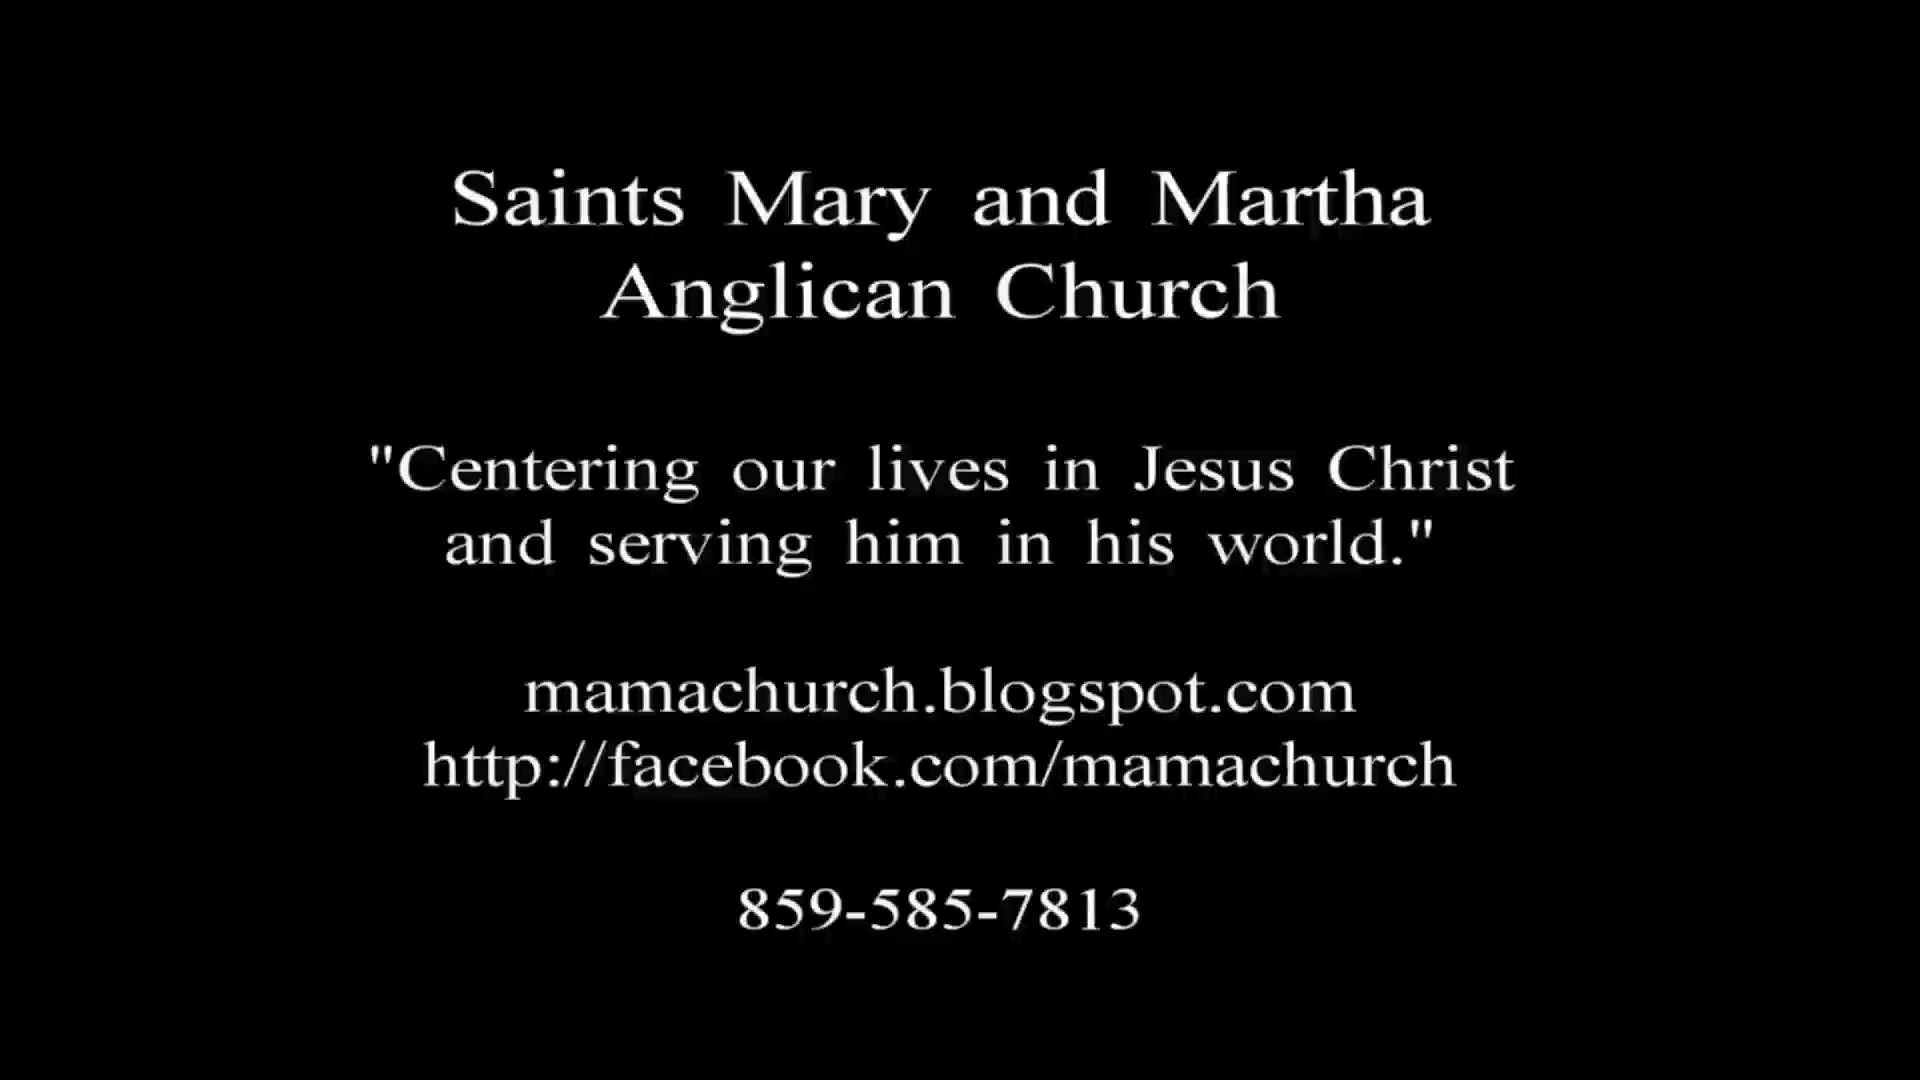 Saints Mary and Martha
Anglican Church
"Centering our lives in Jesus Christ
and serving him in his world."
mamachurch.blogspot.com
http://facebook.com/mamachurch
859-585-7813